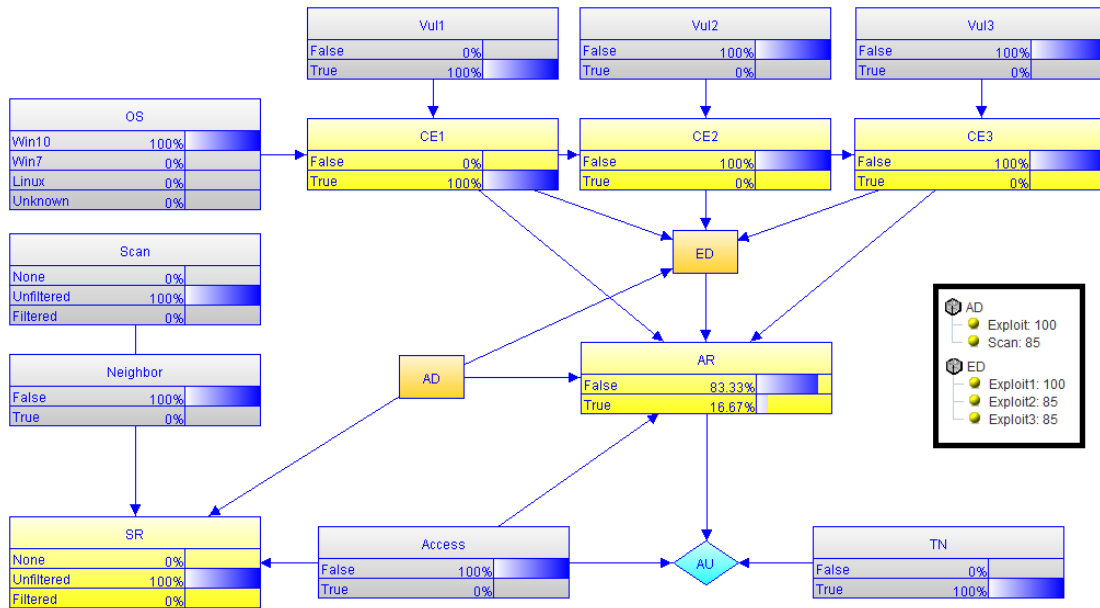 Vul1
False 0%
True 100%
Vul2
False 100%
True 0%
Vul3
False 100%
True 0%
OS
Win10 100%
Win7 0%
Linux 0%
Unknown 0%
CE1
False 0%
True 100%
CE2
False 100%
True 0%
CE3
False 100%
True 0%
Scan
None 0%
Unfiltered 100%
Filtered 0%
ED
Neighbor
False 100%
True 0%
AD
AR
False 83.33%
True 16.67%
AD
Exploit: 100
Scan: 85
ED
Exploit1: 100
Exploit2: 85
Exploit3: 85
SR
None 0%
Unfiltered 100%
Filtered 0%
Access
False 100%
True 0%
AU
TN
False 0%
True 100%